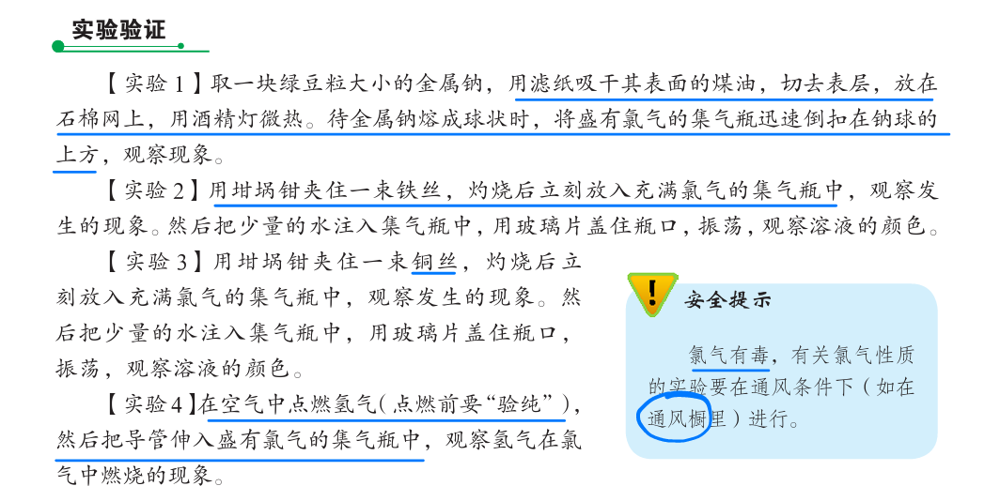 实验验证
【实验1】取一块绿豆粒大小的金属钠，用滤纸吸干其表面的煤油，切去表层，放在
石棉网上，用酒精灯微热。待金属钠熔成球状时，将盛有氯气的集气瓶迅速倒扣在钠球的
上方，观察现象。
【实验2】用坩埚钳夹住一束铁丝，灼烧后立刻放入充满氯气的集气瓶中，观察发
生的现象。然后把少量的水注入集气瓶中，用玻璃片盖住瓶口，振荡，观察溶液的颜色。
【实验3】用坩埚钳夹住一束铜丝，灼烧后立
刻放入充满氯气的集气瓶中，观察发生的现象。然
后把少量的水注入集气瓶中，用玻璃片盖住瓶口，
振荡，观察溶液的颜色。
【实验4】在空气中点燃氢气（点燃前要“验纯”），
然后把导管伸入盛有氯气的集气瓶中，观察氢气在氯
气中燃烧的现象。
!
安全提示
氯气有毒，有关氯气性质
的实验要在通风条件下（如在
通风橱里）进行。